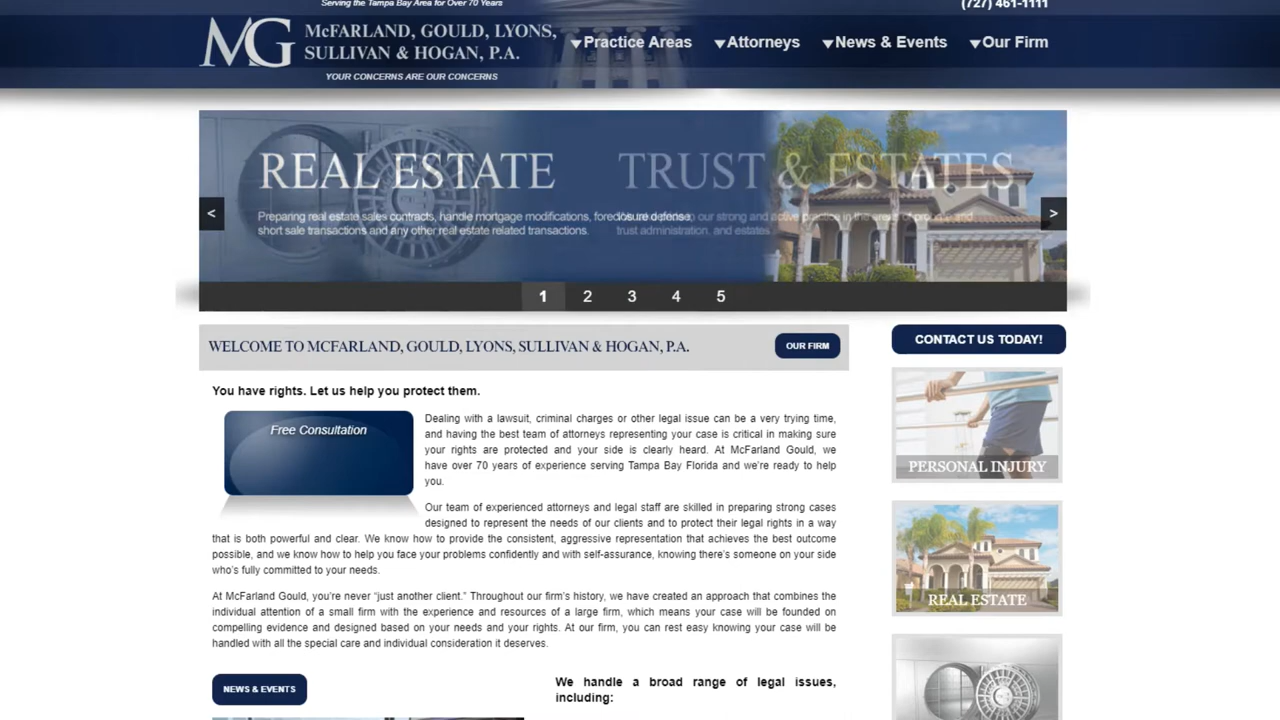 Serving the Tampa Bay Area for Over 70 Years
(727) 461-1111
MG
McFARLAND, GOULD, LYONS,
SULLIVAN & HOGAN, P.A.
YOUR CONCERNS ARE OUR CONCERNS
Practice Areas
Attorneys
News & Events
Our Firm
REAL ESTATE
TRUST & ESTATES
Preparing real estate sales contracts, handle mortgage modifications, foreclosure defense,
short sale transactions and any other real estate related transactions.
in our strong and active practice in the areas of
trust administration, and estates
<
>
1 2 3 4 5
WELCOME TO MCFARLAND, GOULD, LYONS, SULLIVAN & HOGAN, P.A.
OUR FIRM
CONTACT US TODAY!
You have rights. Let us help you protect them.
Free Consultation
Dealing with a lawsuit, criminal charges or other legal issue can be a very trying time,
and having the best team of attorneys representing your case is critical in making sure
your rights are protected and your side is clearly heard. At McFarland Gould, we
have over 70 years of experience serving Tampa Bay Florida and we're ready to help
you.
Our team of experienced attorneys and legal staff are skilled in preparing strong cases
designed to represent the needs of our clients and to protect their legal rights in a way
that is both powerful and clear. We know how to provide the consistent, aggressive representation that achieves the best outcome
possible, and we know how to help you face your problems confidently and with self-assurance, knowing there's someone on your side
who's fully committed to your needs.
At McFarland Gould, you're never “just another client.” Throughout our firm's history, we have created an approach that combines the
individual attention of a small firm with the experience and resources of a large firm, which means your case will be founded on
compelling evidence and designed based on your needs and your rights. At our firm, you can rest easy knowing your case will be
handled with all the special care and individual consideration it deserves.
NEWS & EVENTS
We handle a broad range of legal issues,
including:
PERSONAL INJURY
REAL ESTATE